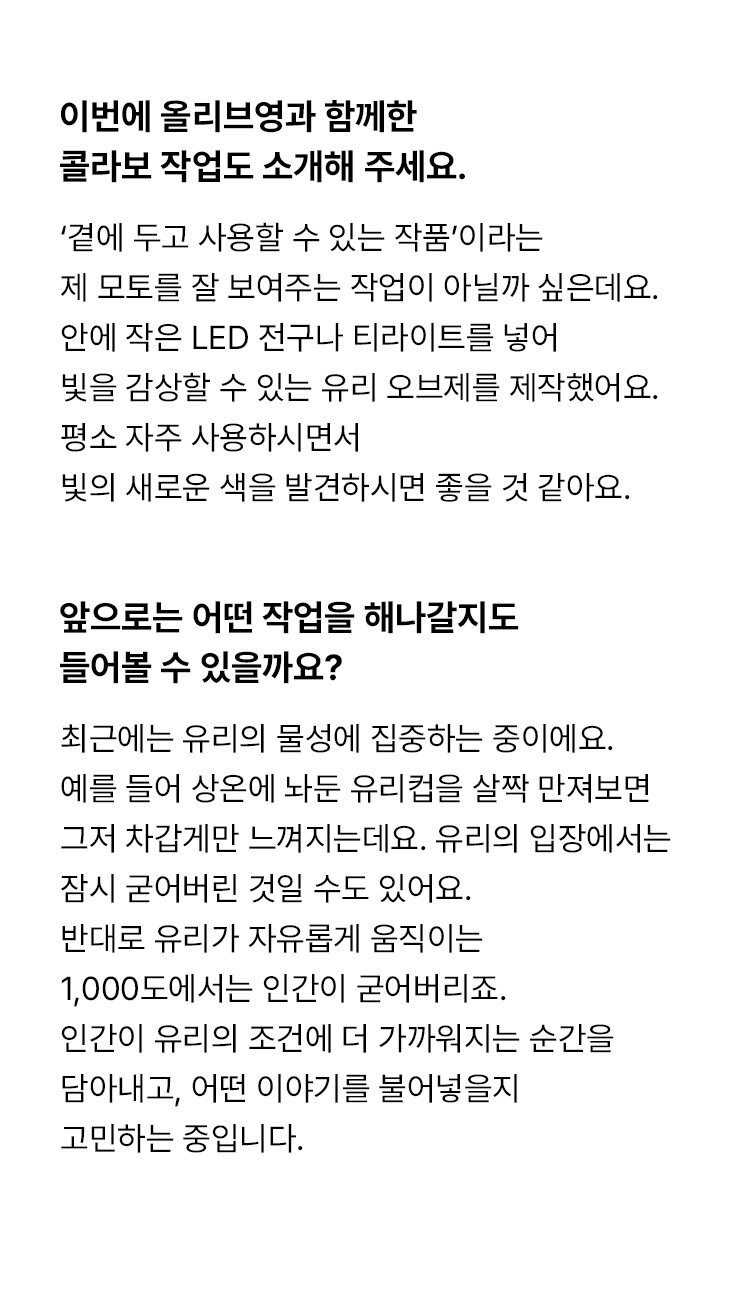 이번에 올리브영과 함께한
콜라보 작업도 소개해 주세요.
‘곁에 두고 사용할 수 있는 작품’이라는
제 모토를 잘 보여주는 작업이 아닐까 싶은데요.
안에 작은 LED 전구나 티라이트를 넣어
빛을 감상할 수 있는 유리 오브제를 제작했어요.
평소 자주 사용하시면서
빛의 새로운 색을 발견하시면 좋을 것 같아요.
앞으로는 어떤 작업을 해나갈지도
들어볼 수 있을까요?
최근에는 유리의 물성에 집중하는 중이에요.
예를 들어 상온에 놔둔 유리컵을 살짝 만져보면
그저 차갑게만 느껴지는데요. 유리의 입장에서는
잠시 굳어버린 것일 수도 있어요.
반대로 유리가 자유롭게 움직이는
1,000도에서는 인간이 굳어버리죠.
인간이 유리의 조건에 더 가까워지는 순간을
담아내고, 어떤 이야기를 불어넣을지
고민하는 중입니다.